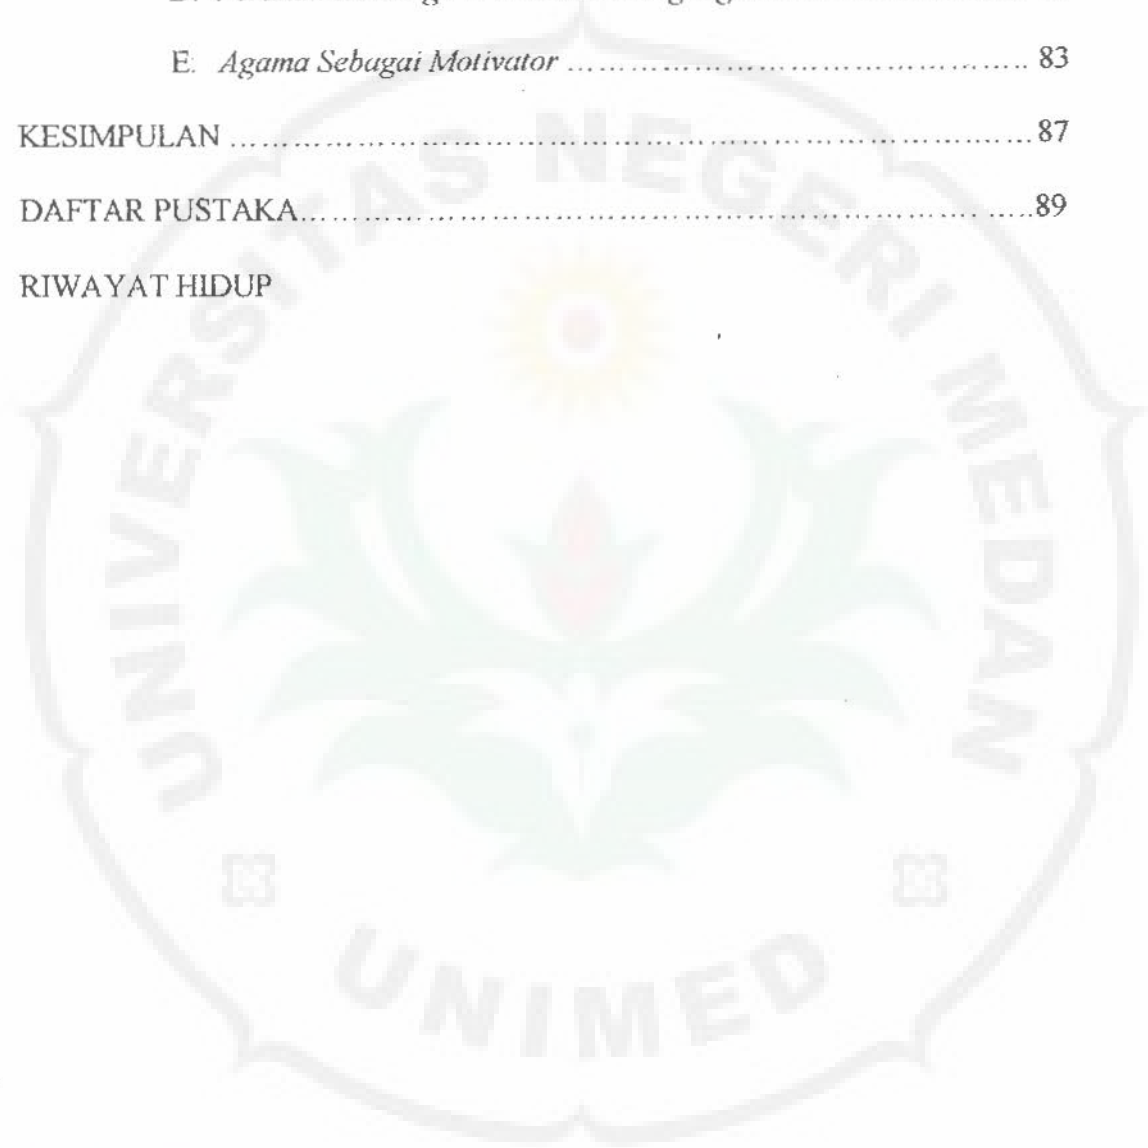 E. Agama Sebagai Motivator ........................................... 83
KESIMPULAN ........................................................................... 87
DAFTAR PUSTAKA..................................................................... 89
RIWAYAT HIDUP
UNIVERSITAS NEGERI MEDAN
UNIMED